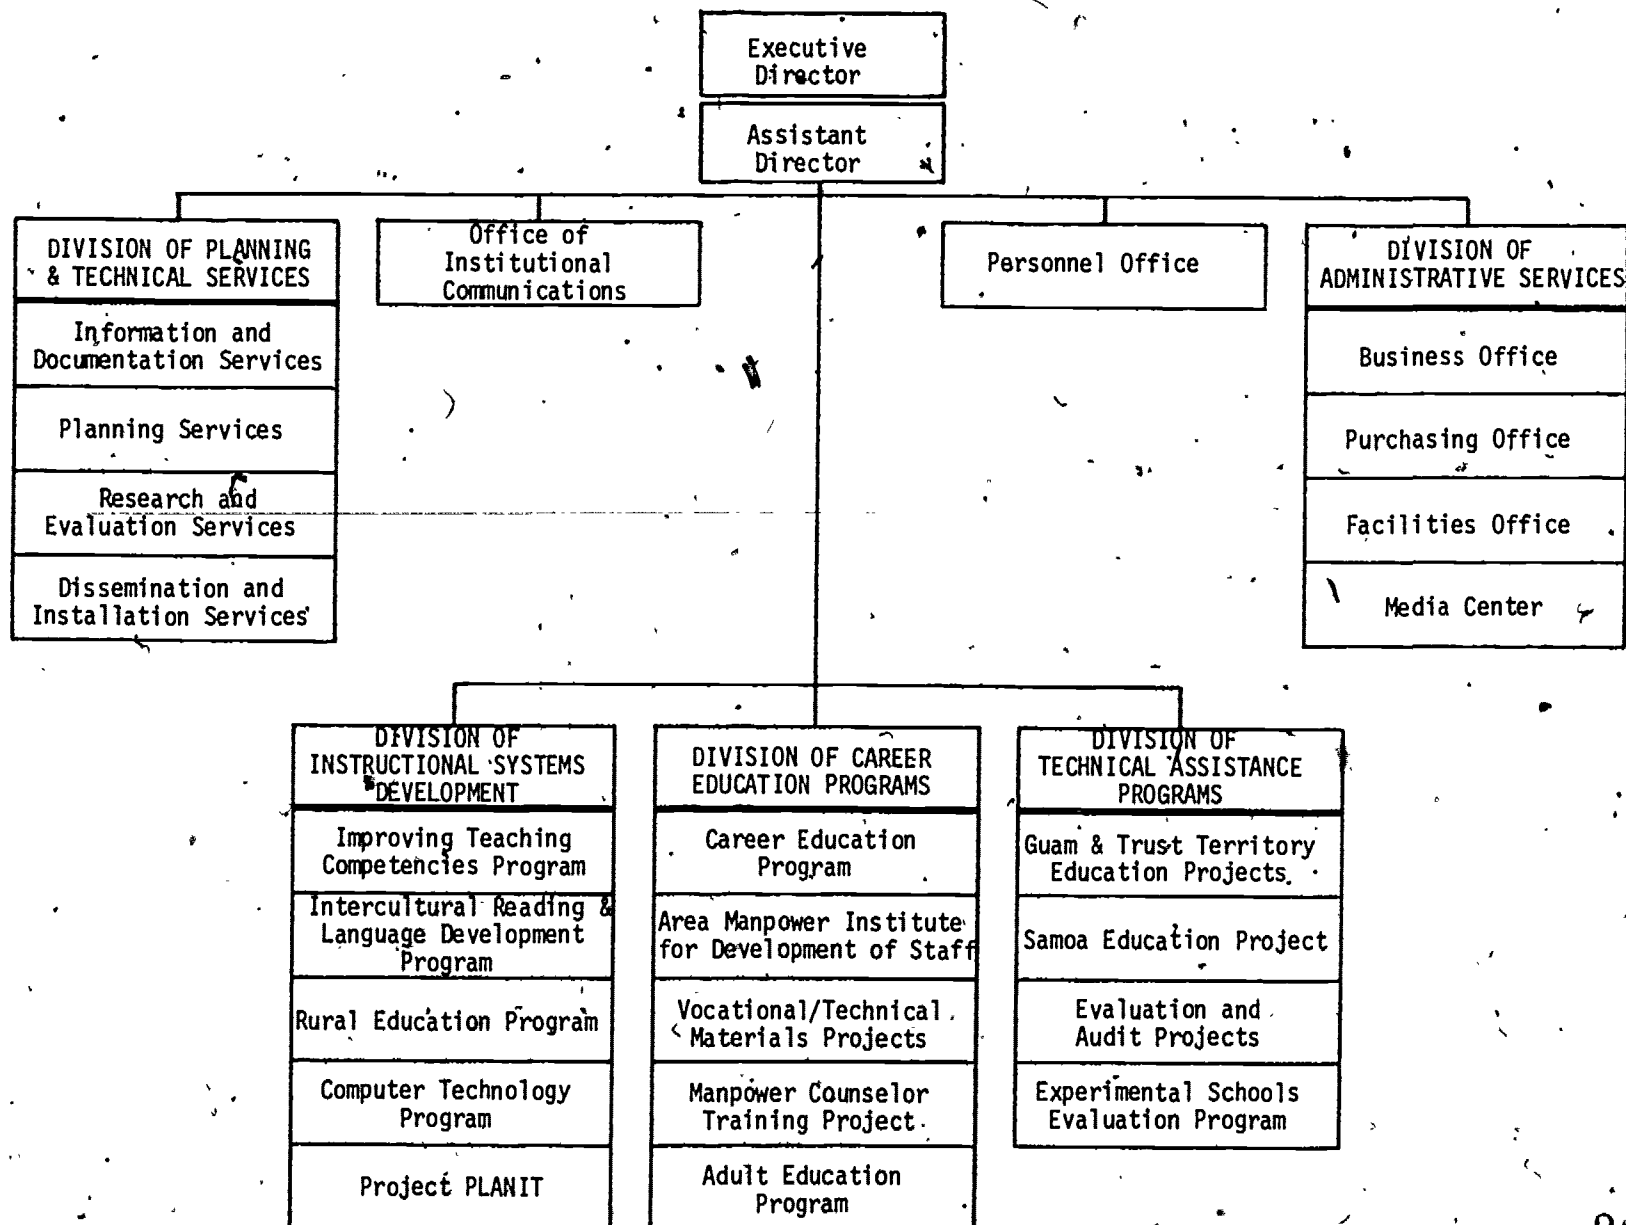 Executive
Director
Assistant
Director
DIVISION OF PLANNING
& TECHNICAL SERVICES
Information and
Documentation Services
Planning Services
Research and
Evaluation Services
Dissemination and
Installation Services
Office of
Institutional
Communications
Personnel Office
DIVISION OF
ADMINISTRATIVE SERVICES
Business Office
Purchasing Office
Facilities Office
Media Center
DIVISION OF
INSTRUCTIONAL SYSTEMS
DEVELOPMENT
Improving Teaching
Competencies Program
Intercultural Reading &
Language Development
Program
Rural Education Program
Computer Technology
Program
Project PLANIT
DIVISION OF CAREER
EDUCATION PROGRAMS
Career Education
Program
Area Manpower Institute
for Development of Staff
Vocational/Technical
Materials Projects
Manpower Counselor
Training Project
Adult Education
Program
DIVISION OF
TECHNICAL ASSISTANCE
PROGRAMS
Guam & Trust Territory
Education Projects
Samoa Education Project
Evaluation and
Audit Projects
Experimental Schools
Evaluation Program